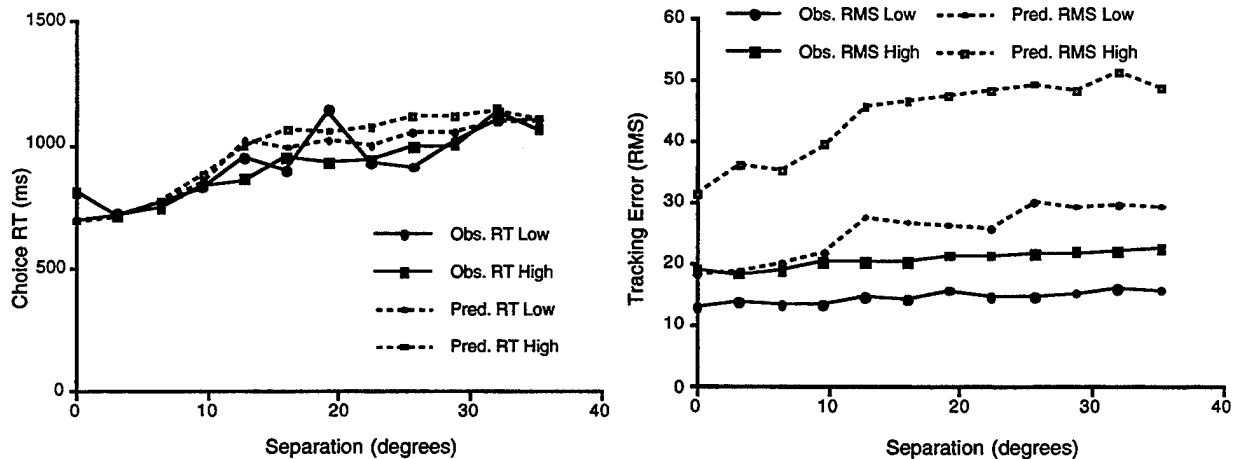 1500
1000
500
0
Choice RT (ms)
Obs. RT Low
Obs. RT High
Pred. RT Low
Pred. RT High
0 10 20 30 40
Separation (degrees)
Obs. RMS Low Pred. RMS Low
Obs. RMS High Pred. RMS High
60
50
40
30
20
10
0
Tracking Error (RMS)
0 10 20 30 40
Separation (degrees)